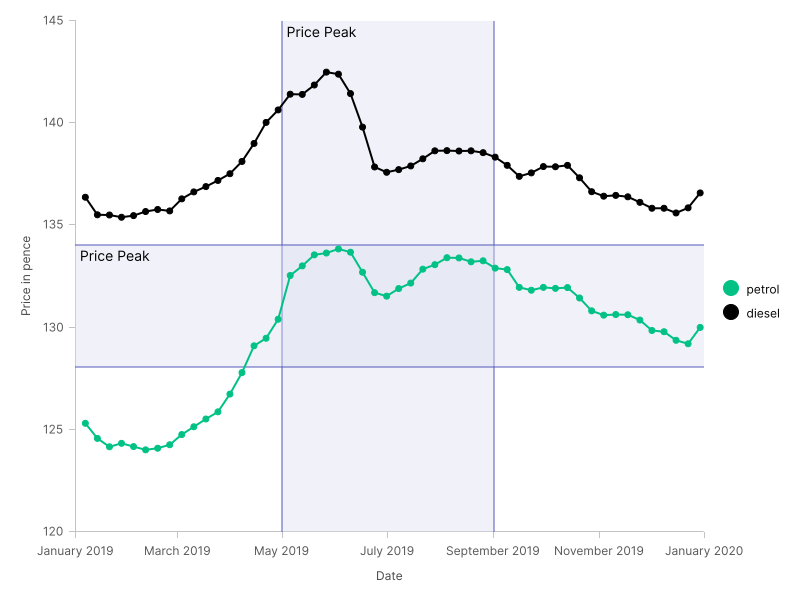 145
Price Peak
140
135
Price Peak
130
125
120
Price in pence
January 2019
March 2019
May 2019
July 2019
September 2019
November 2019
January 2020
Date
petrol
diesel